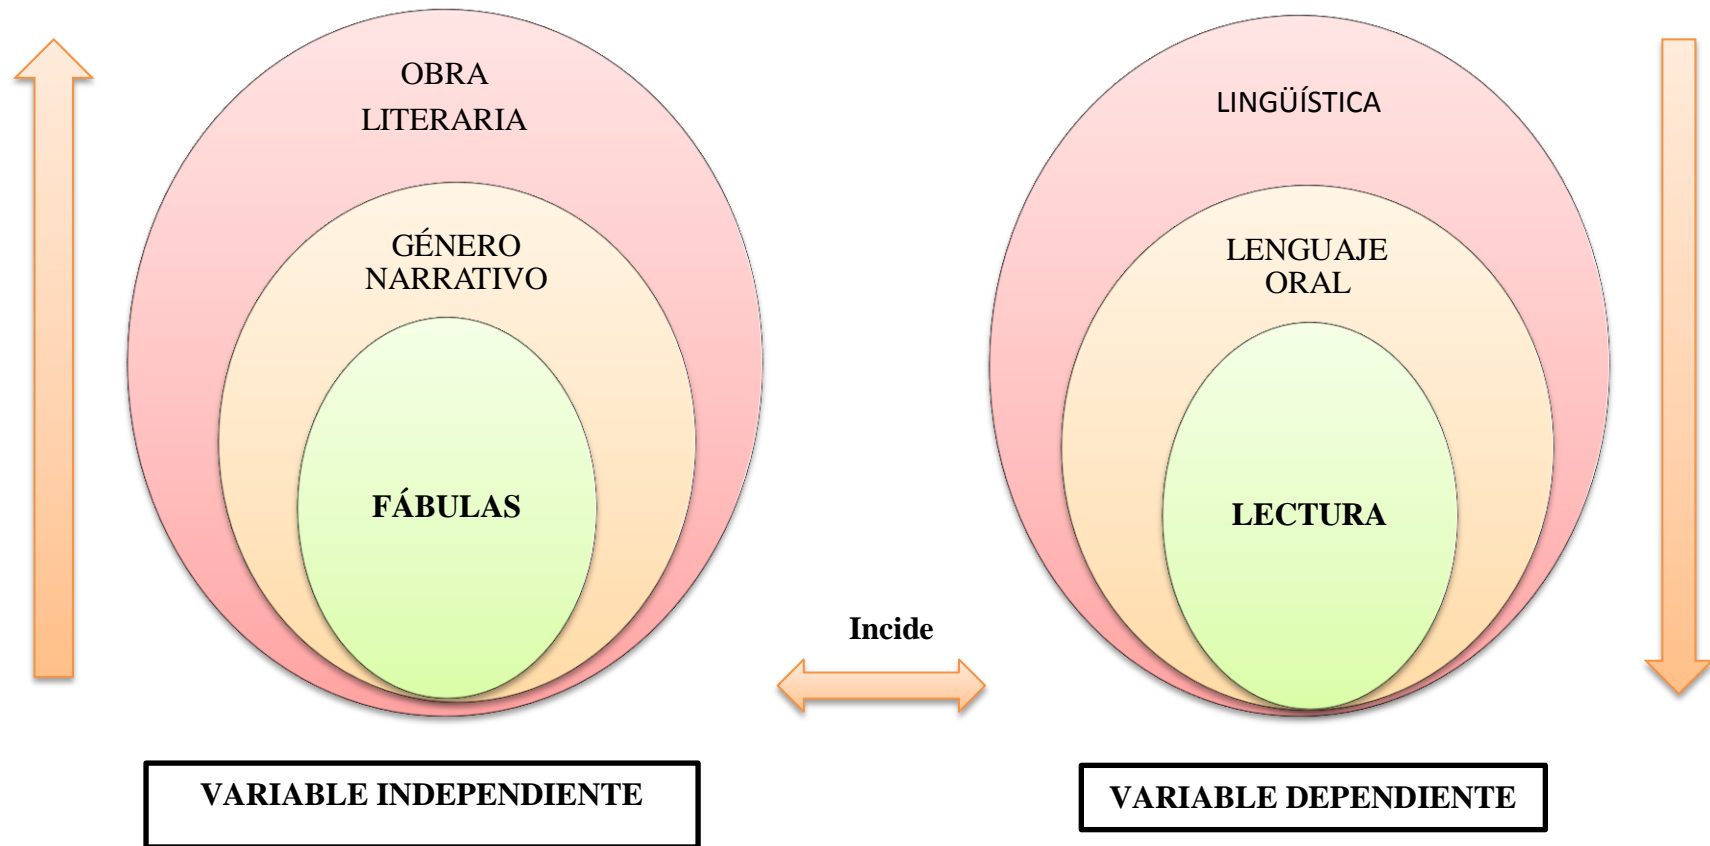 OBRA
LITERARIA
GÉNERO
NARRATIVO
FÁBULAS
LINGÜÍSTICA
LENGUAJE
ORAL
LECTURA
Incide
VARIABLE INDEPENDIENTE
VARIABLE DEPENDIENTE